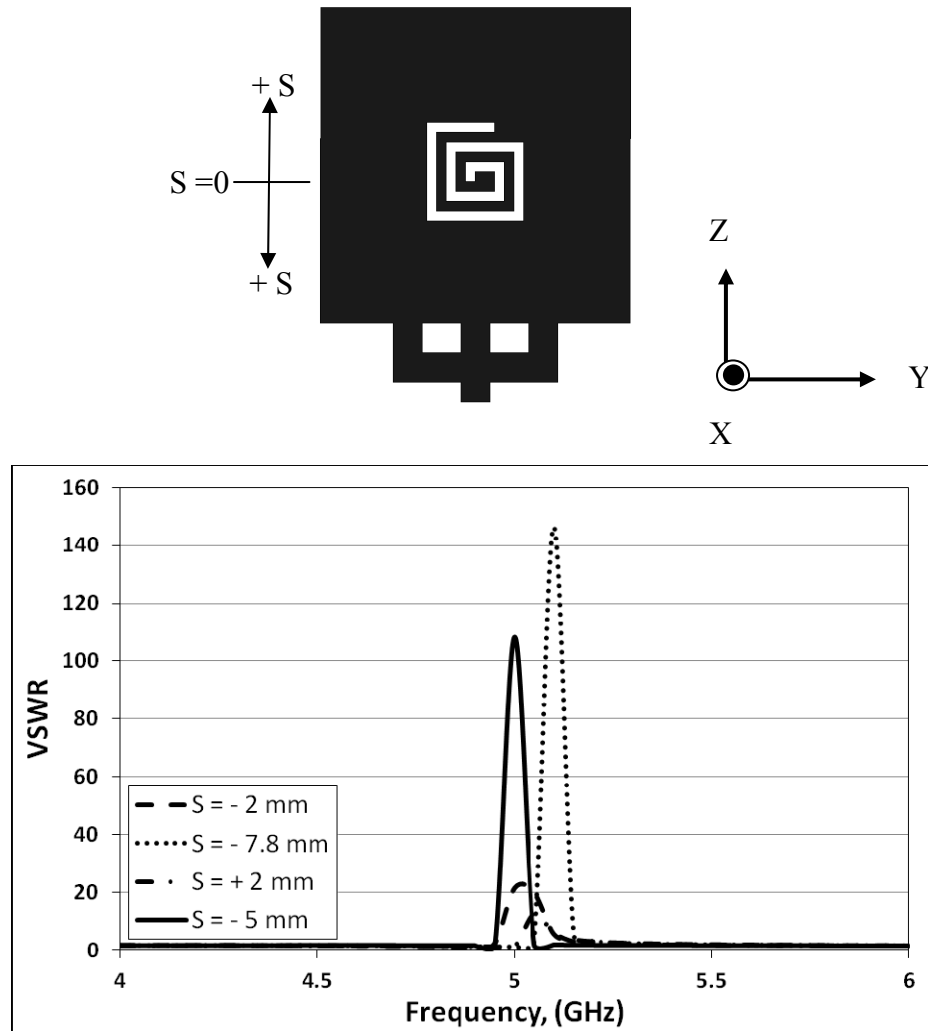 + S
S =0
+ S
Z
Y
X
160
140
120
100
80
60
40
20
0
VSWR
S = - 2 mm
S = - 7.8 mm
S = + 2 mm
S = - 5 mm
4
4.5
5
5.5
6
Frequency, (GHz)